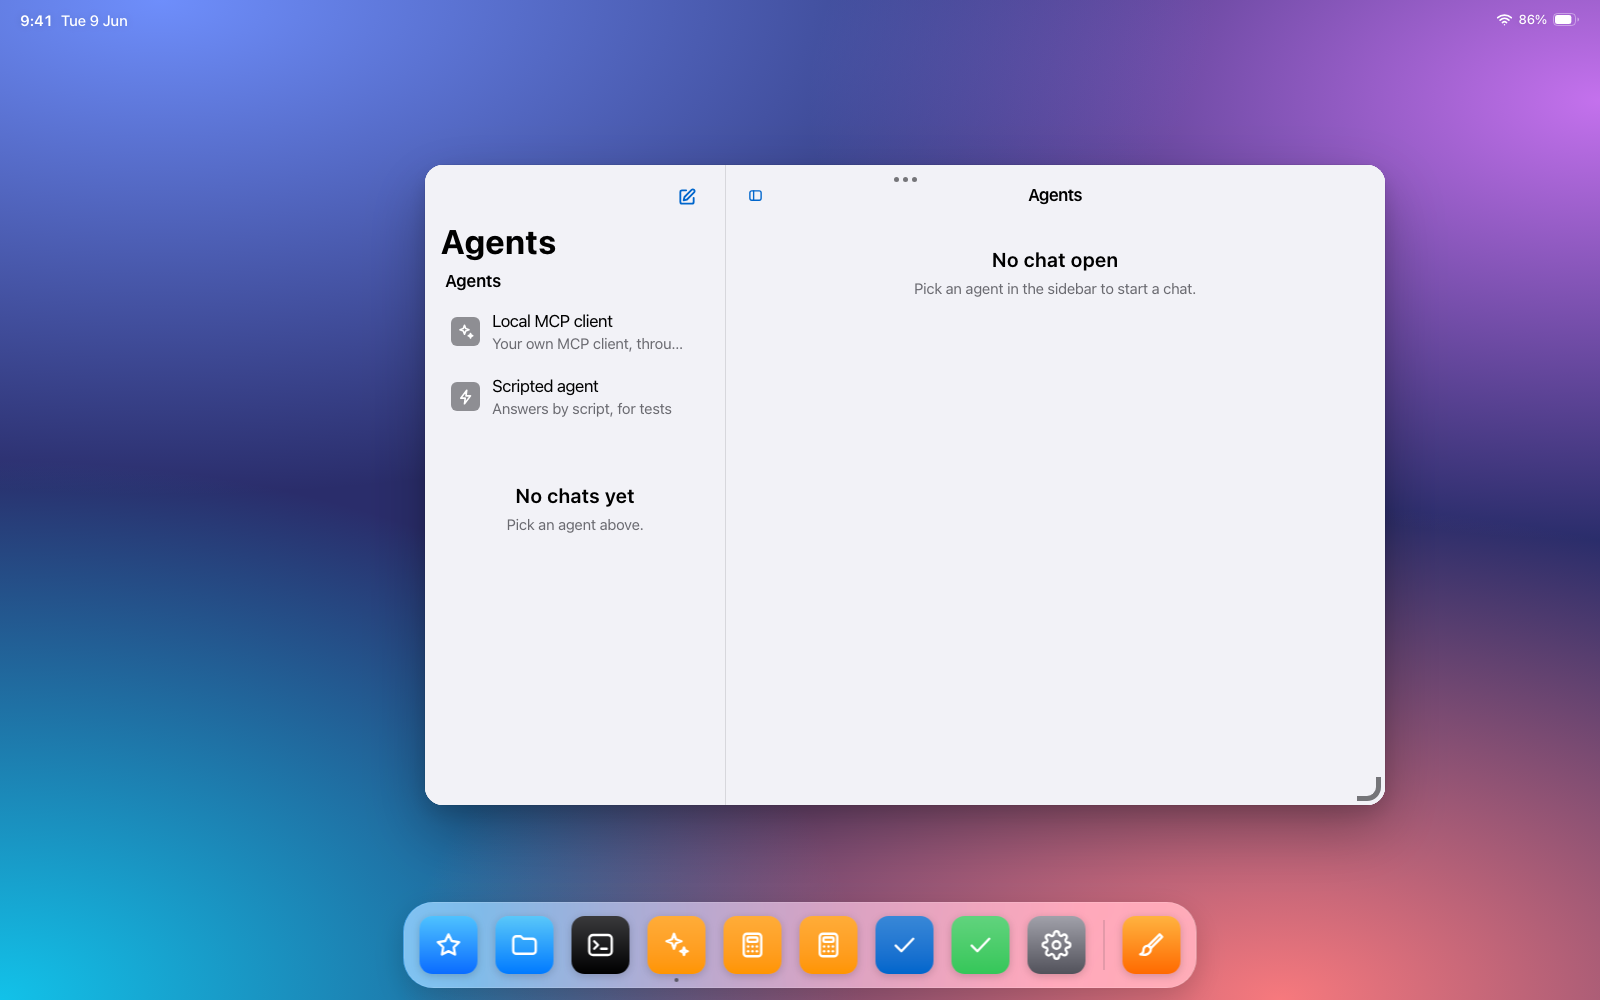 9:41 Tue 9 Jun
86%
Agents
Agents
Local MCP client
Your own MCP client, throu...
Scripted agent
Answers by script, for tests
No chats yet
Pick an agent above.
Agents
No chat open
Pick an agent in the sidebar to start a chat.